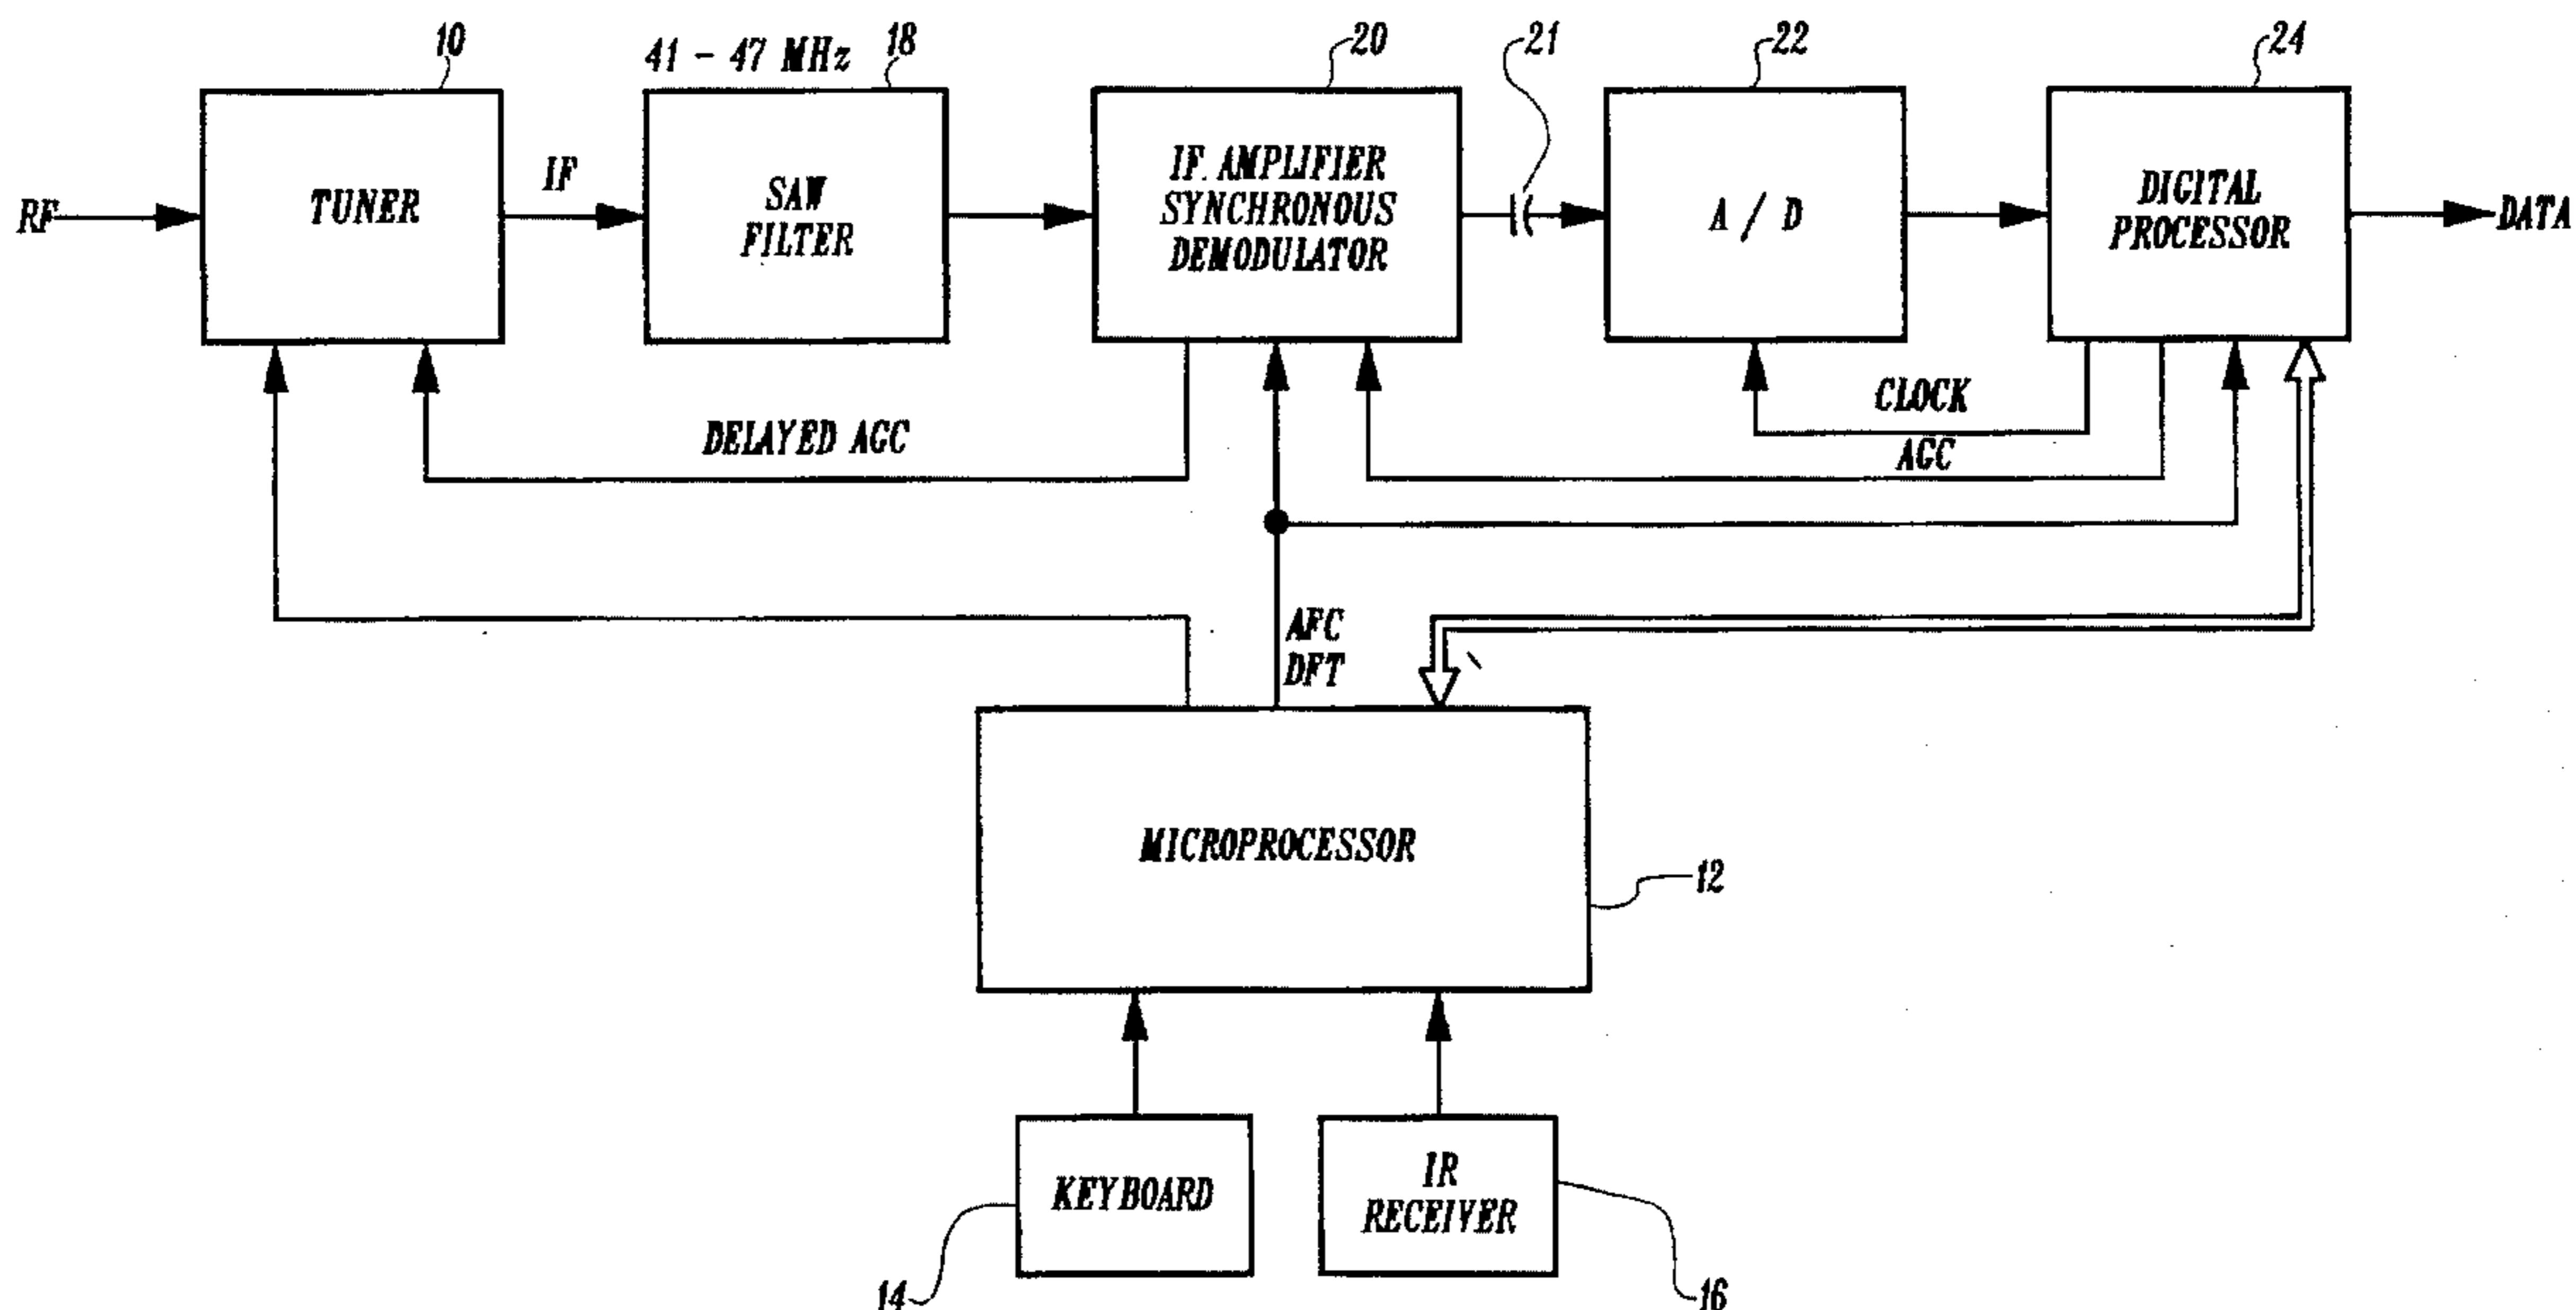 10
41 - 47 MHz
18
20
21
22
24
RF
TUNER
IF
SAW
FILTER
IF. AMPLIFIER
SYNCHRONOUS
DEMODULATOR
A / D
DIGITAL
PROCESSOR
DATA
DELAYED AGC
CLOCK
AGC
AFC
DFT
MICROPROCESSOR
12
KEYBOARD
IR
RECEIVER
14
16